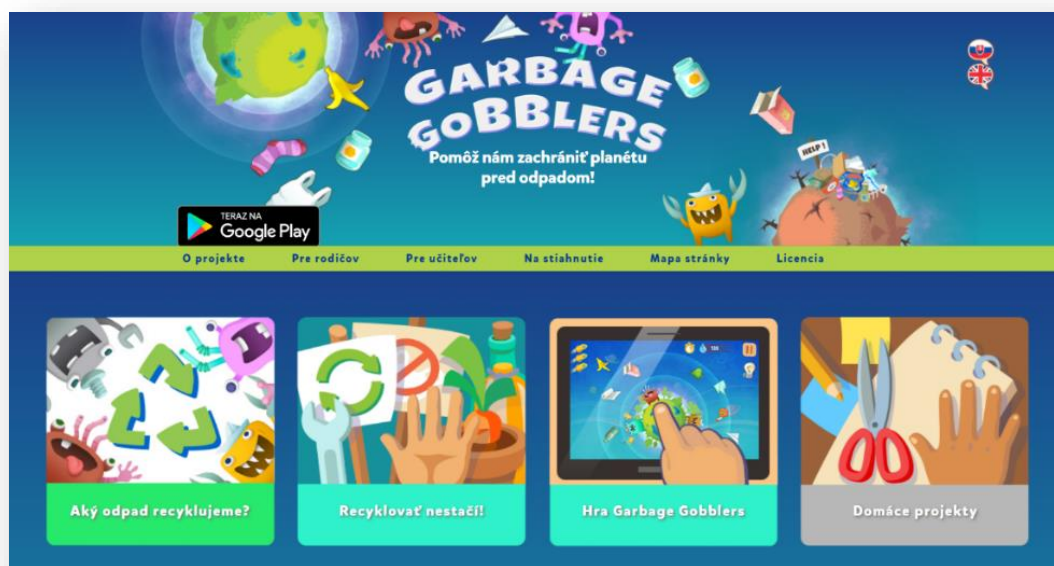 GARBAGE
GOBBLERS
Pomôž nám zachrániť planétu
pred odpadom!
HELP!
TERAZ NA
Google Play
O projekte Pre rodičov Pre učiteľov Na stiahnutie Mapa stránky Licencia
Aký odpad recyklujeme?
Recyklovať nestačí!
Hra Garbage Gobblers
Domáce projekty